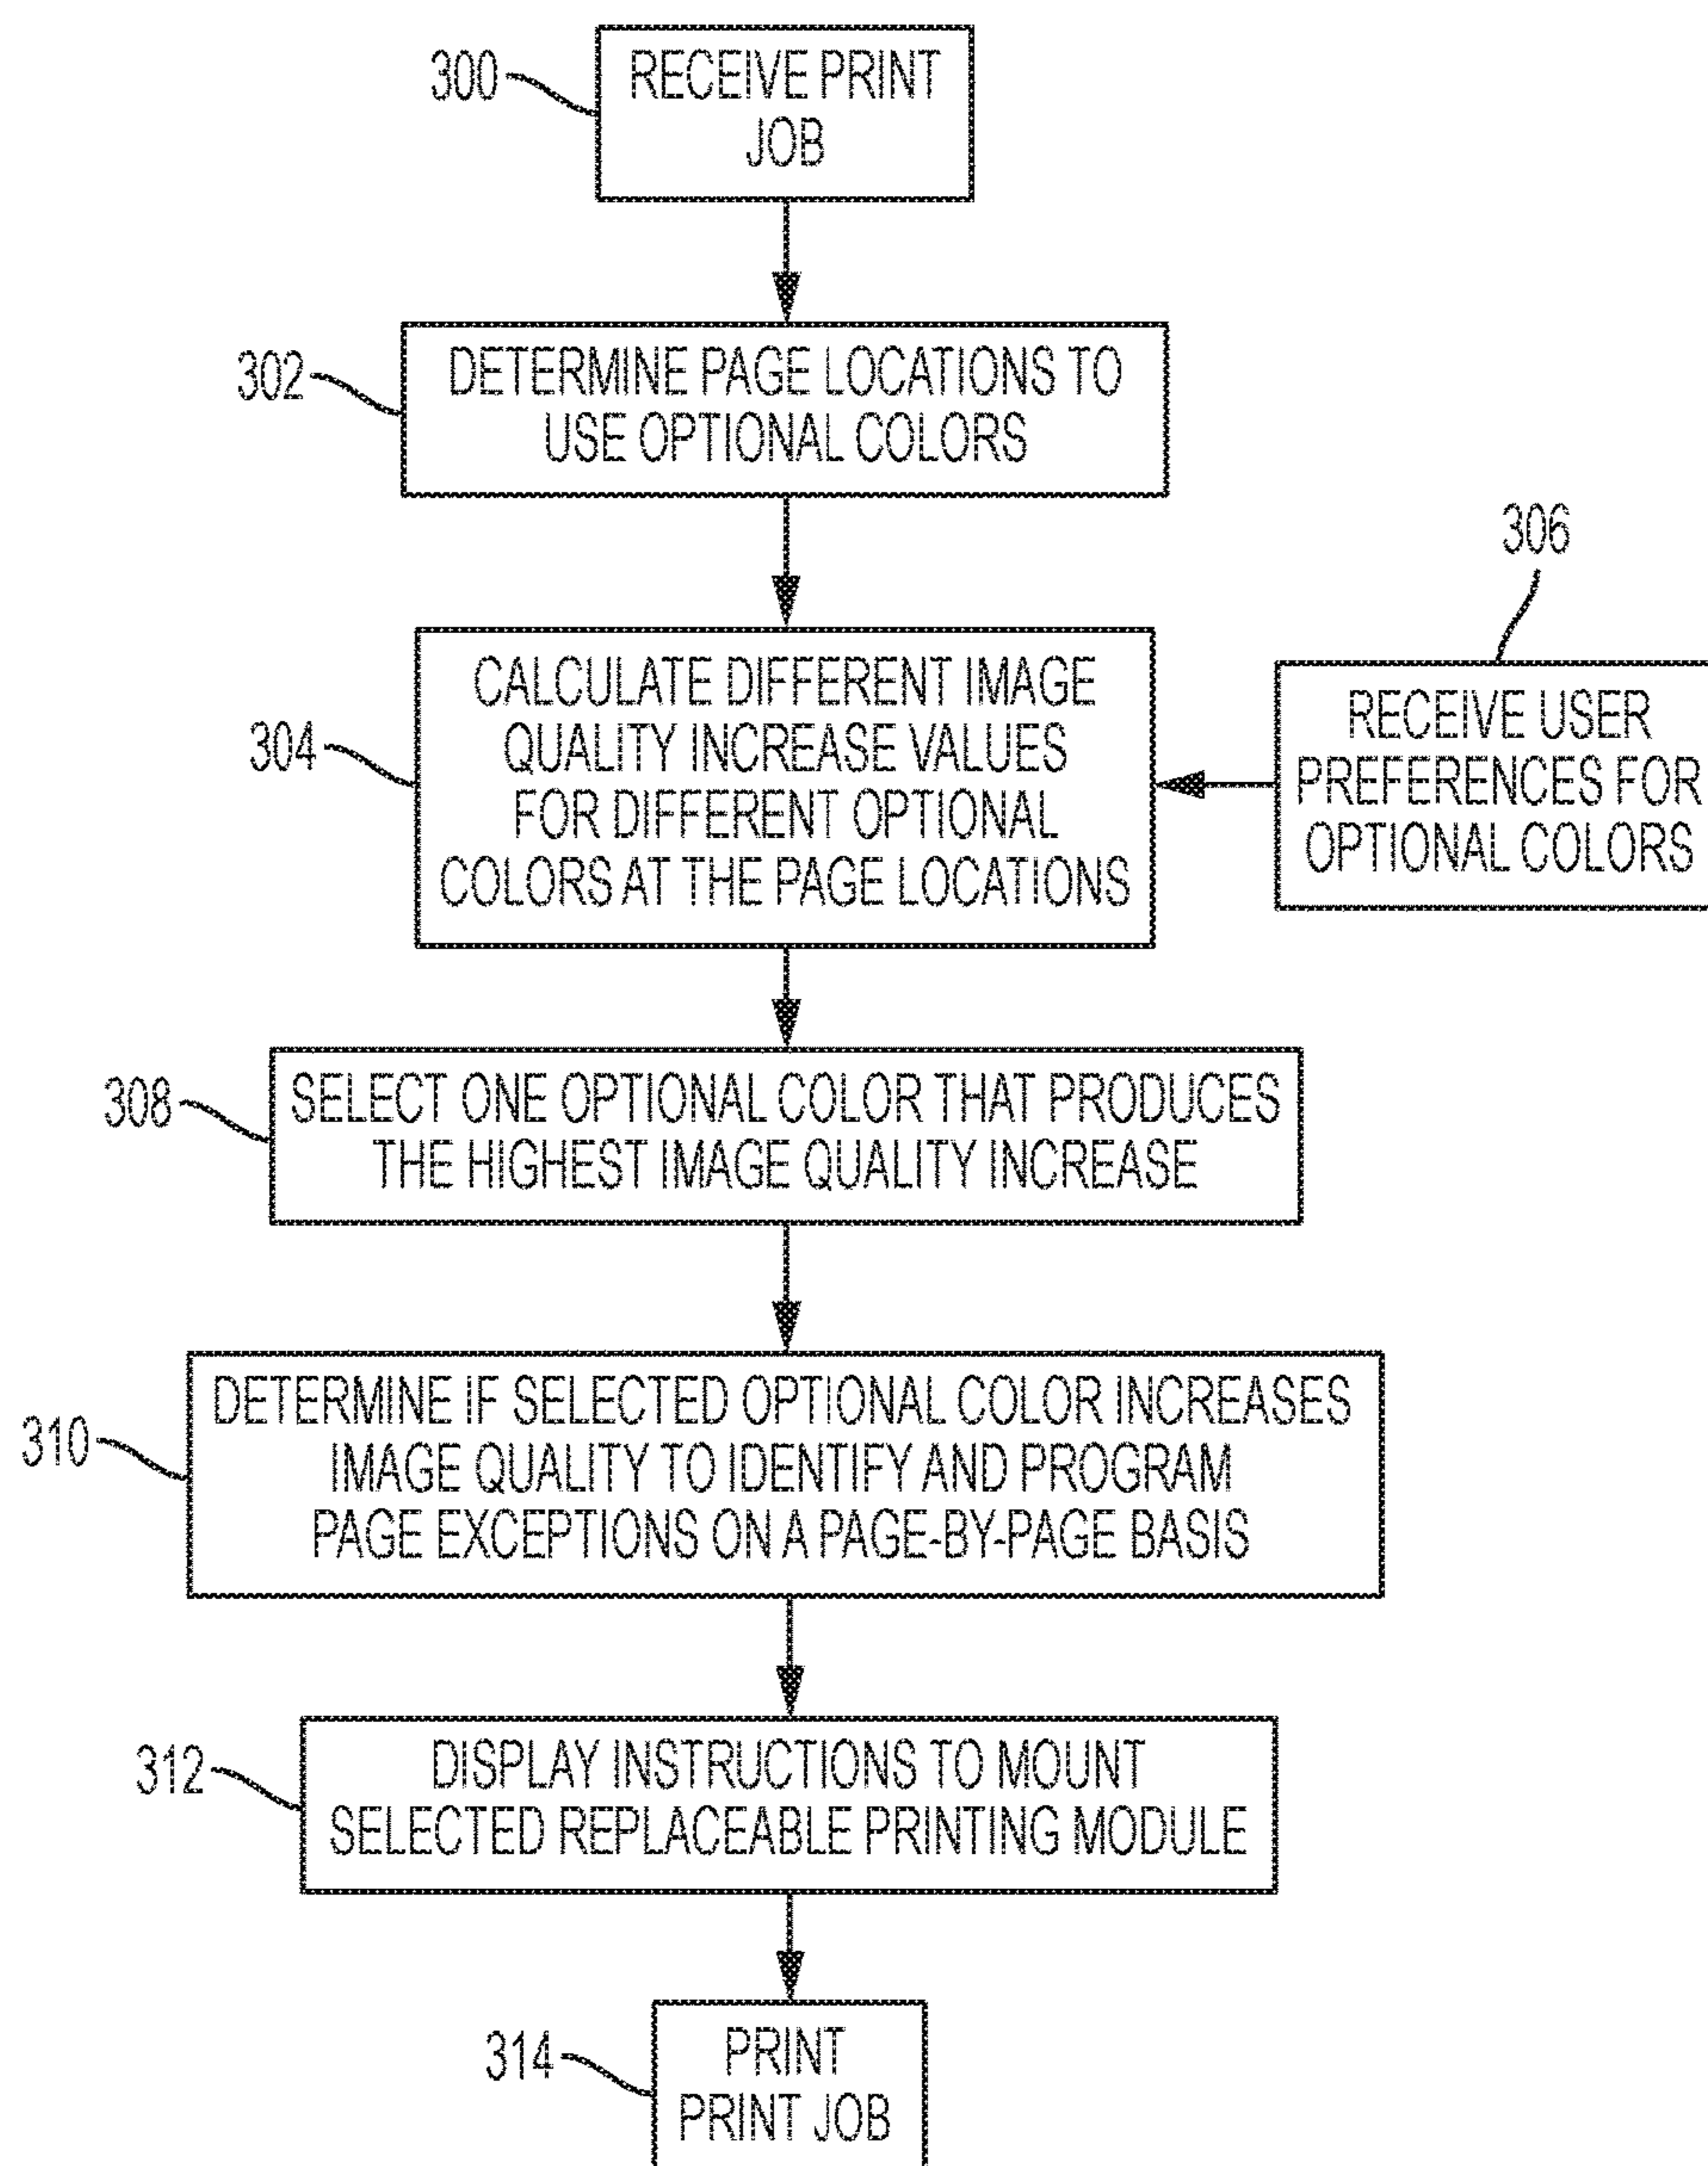 300
RECEIVE PRINT
JOB
302
DETERMINE PAGE LOCATIONS TO
USE OPTIONAL COLORS
304
CALCULATE DIFFERENT IMAGE
QUALITY INCREASE VALUES
FOR DIFFERENT OPTIONAL
COLORS AT THE PAGE LOCATIONS
306
RECEIVE USER
PREFERENCES FOR
OPTIONAL COLORS
308
SELECT ONE OPTIONAL COLOR THAT PRODUCES
THE HIGHEST IMAGE QUALITY INCREASE
310
DETERMINE IF SELECTED OPTIONAL COLOR INCREASES
IMAGE QUALITY TO IDENTIFY AND PROGRAM
PAGE EXCEPTIONS ON A PAGE-BY-PAGE BASIS
312
DISPLAY INSTRUCTIONS TO MOUNT
SELECTED REPLACEABLE PRINTING MODULE
314
PRINT
PRINT JOB